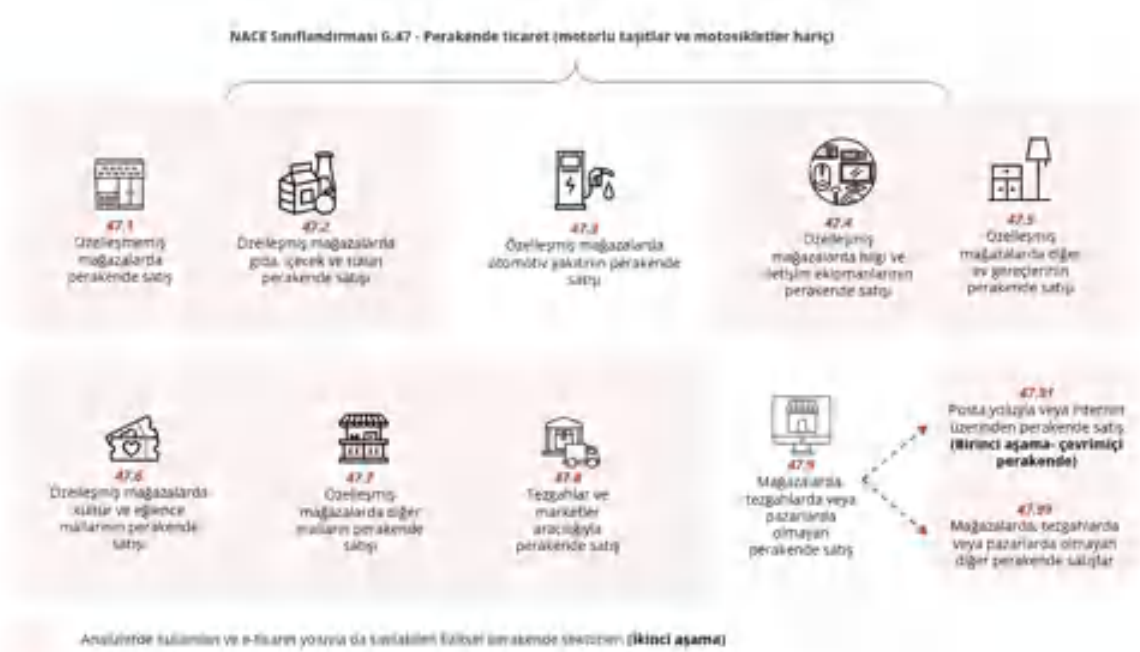 NACE Sınıflandırması G.47 - Perakende ticaret (motorlu taşıtlar ve motosikletler hariç)
47.1
Özelleşmemiş
mağazalarda
perakende satış
47.2
Özelleşmiş mağazalarda
gıda, içecek ve tütün
perakende satışı
47.3
Özelleşmiş mağazalarda
otomotiv yakıtının perakende
satışı
47.4
Özelleşmiş
mağazalarda bilgi ve
iletişim ekipmanlarının
perakende satışı
47.5
Özelleşmiş
mağazalarda diğer
ev gereçlerinin
perakende satışı
47.6
Özelleşmiş mağazalarda
kültür ve eğlence
mallarının perakende
satışı
47.7
Özelleşmiş
mağazalarda diğer
malların perakende
satışı
47.8
Tezgahlar ve
marketler
aracılığıyla
perakende satış
47.9
Mağazalarda,
tezgahlarda veya
pazarlarda
olmayan
perakende satış
47.91
Posta yoluyla veya internet
üzerinden perakende satış
(Birinci aşama- çevrimiçi
perakende)
47.99
Mağazalarda, tezgahlarda
veya pazarlarda olmayan
diğer perakende satışlar
Analizlerde kullanılan ve e-ticaret yoluyla da satılabilen fiziksel perakende sektörleri (İkinci aşama)